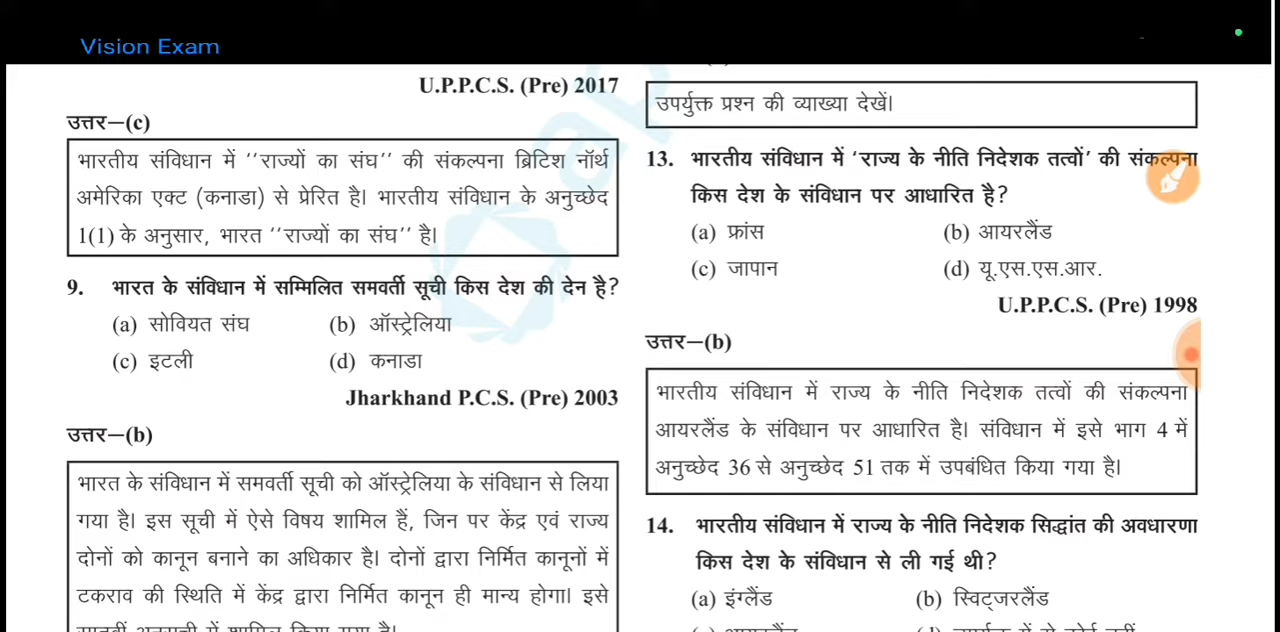 Vision Exam
U.P.P.C.S. (Pre) 2017
उत्तर—(c)
भारतीय संविधान में ''राज्यों का संघ'' की संकल्पना ब्रिटिश नॉर्थ
अमेरिका एक्ट (कनाडा) से प्रेरित है। भारतीय संविधान के अनुच्छेद
1(1) के अनुसार, भारत ''राज्यों का संघ'' है।
9. भारत के संविधान में सम्मिलित समवर्ती सूची किस देश की देन है?
(a) सोवियत संघ (b) ऑस्ट्रेलिया
(c) इटली (d) कनाडा
Jharkhand P.C.S. (Pre) 2003
उत्तर—(b)
भारत के संविधान में समवर्ती सूची को ऑस्ट्रेलिया के संविधान से लिया
गया है। इस सूची में ऐसे विषय शामिल हैं, जिन पर केंद्र एवं राज्य
दोनों को कानून बनाने का अधिकार है। दोनों द्वारा निर्मित कानूनों में
टकराव की स्थिति में केंद्र द्वारा निर्मित कानून ही मान्य होगा। इसे
सातवीं अनुसूची में शामिल किया गया है।
उपर्युक्त प्रश्न की व्याख्या देखें।
13. भारतीय संविधान में 'राज्य के नीति निदेशक तत्वों' की संकल्पना
किस देश के संविधान पर आधारित है?
(a) फ्रांस (b) आयरलैंड
(c) जापान (d) यू.एस.एस.आर.
U.P.P.C.S. (Pre) 1998
उत्तर—(b)
भारतीय संविधान में राज्य के नीति निदेशक तत्वों की संकल्पना
आयरलैंड के संविधान पर आधारित है। संविधान में इसे भाग 4 में
अनुच्छेद 36 से अनुच्छेद 51 तक में उपबंधित किया गया है।
14. भारतीय संविधान में राज्य के नीति निदेशक सिद्धांत की अवधारणा
किस देश के संविधान से ली गई थी?
(a) इंग्लैंड (b) स्विट्जरलैंड